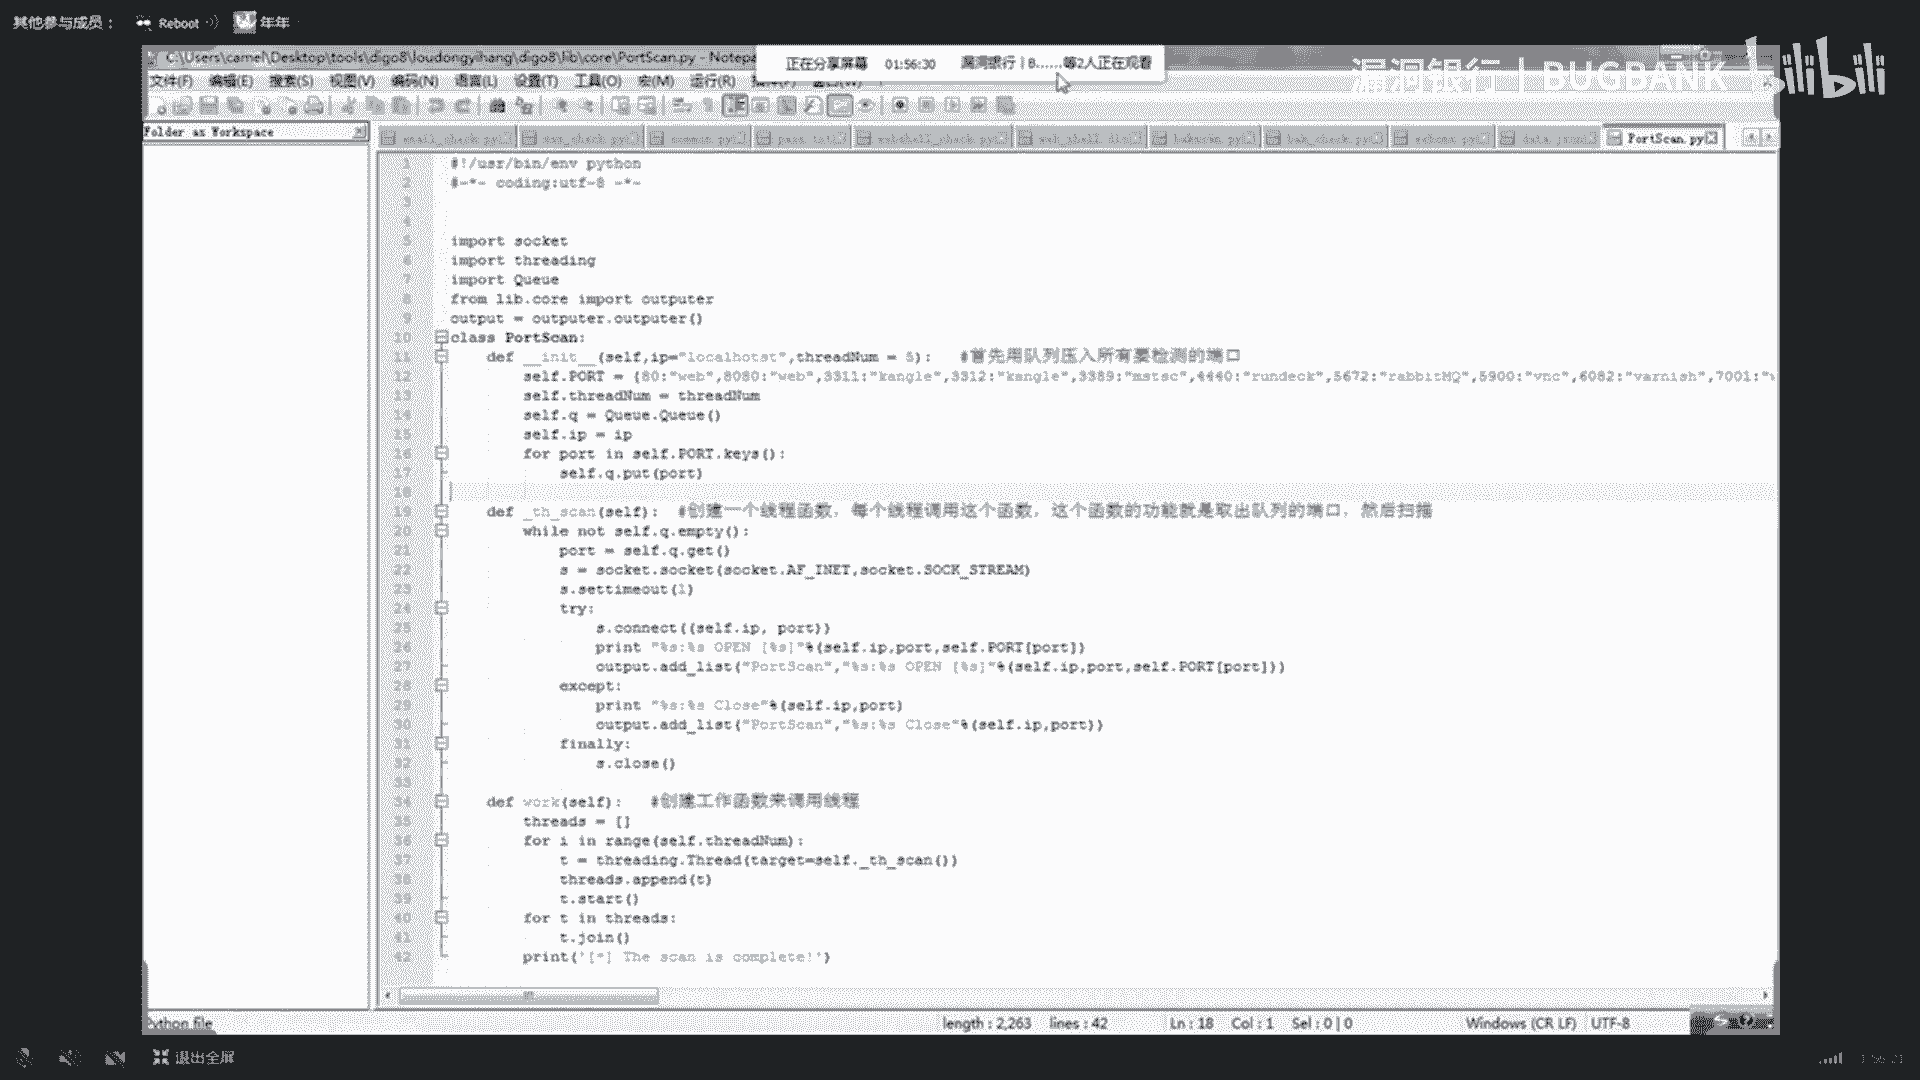 其他参与成员： Reboot 年年
C:\Users\camel\Desktop\tools\digo8\loudongyihang\digo8\lib\core\PortScan.py - Notepa
正在分享屏幕 01:56:30 漏洞银行丨B......等2人正在观看
漏洞银行丨BUGBANK bilibili
文件(F) 编辑(E) 搜索(S) 视图(V) 编码(N) 语言(L) 设置(T) 工具(O) 宏(M) 运行(R)
Folder as Workspace
PortScan.py
1 #!/usr/bin/env python
2 #-*- coding:utf-8 -*-
3
4
5 import socket
6 import threading
7 import Queue
8 from lib.core import outputer
9 output = outputer.outputer()
10 class PortScan:
11 def __init__(self,ip="localhotst",threadNum = 5): #首先用队列压入所有要检测的端口
12 self.PORT = {80:"web",8080:"web",3311:"kangle",3312:"kangle",3389:"mstsc",4440:"rundeck",5672:"rabbitMQ",5900:"vnc",6082:"varnish",7001:"
13 self.threadNum = threadNum
14 self.q = Queue.Queue()
15 self.ip = ip
16 for port in self.PORT.keys():
17 self.q.put(port)
18
19 def _th_scan(self): #创建一个线程函数，每个线程调用这个函数，这个函数的功能就是取出队列的端口，然后扫描
20 while not self.q.empty():
21 port = self.q.get()
22 s = socket.socket(socket.AF_INET,socket.SOCK_STREAM)
23 s.settimeout(1)
24 try:
25 s.connect((self.ip, port))
26 print "%s:%s OPEN [%s]"%(self.ip,port,self.PORT[port])
27 output.add_list("PortScan","%s:%s OPEN [%s]"%(self.ip,port,self.PORT[port]))
28 except:
29 print "%s:%s Close"%(self.ip,port)
30 output.add_list("PortScan","%s:%s Close"%(self.ip,port))
31 finally:
32 s.close()
33
34 def work(self): #创建工作函数来调用线程
35 threads = []
36 for i in range(self.threadNum):
37 t = threading.Thread(target=self._th_scan())
38 threads.append(t)
39 t.start()
40 for t in threads:
41 t.join()
42 print('[*] The scan is complete!')
Python file length : 2,263 lines : 42 Ln : 18 Col : 1 Sel : 0 | 0 Windows (CR LF) UTF-8
退出全屏